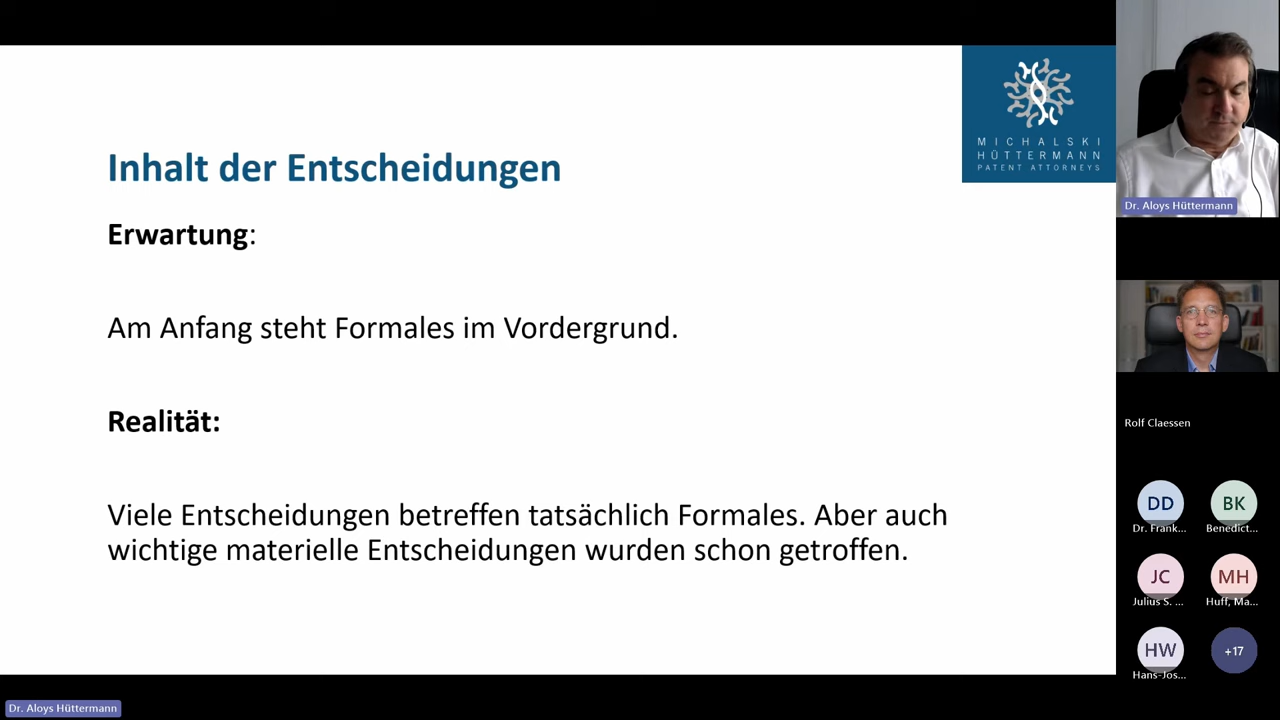 Inhalt der Entscheidungen
Erwartung:
Am Anfang steht Formales im Vordergrund.
Realität:
Viele Entscheidungen betreffen tatsächlich Formales. Aber auch
wichtige materielle Entscheidungen wurden schon getroffen.
MICHALSKI
HÜTTERMANN
PATENT ATTORNEYS
Dr. Aloys Hüttermann
Rolf Claessen
DD
BK
Dr. Frank...
Benedict...
JC
MH
Julius S. ...
Huff, Ma...
HW
+17
Hans-Jos...
Dr. Aloys Hüttermann